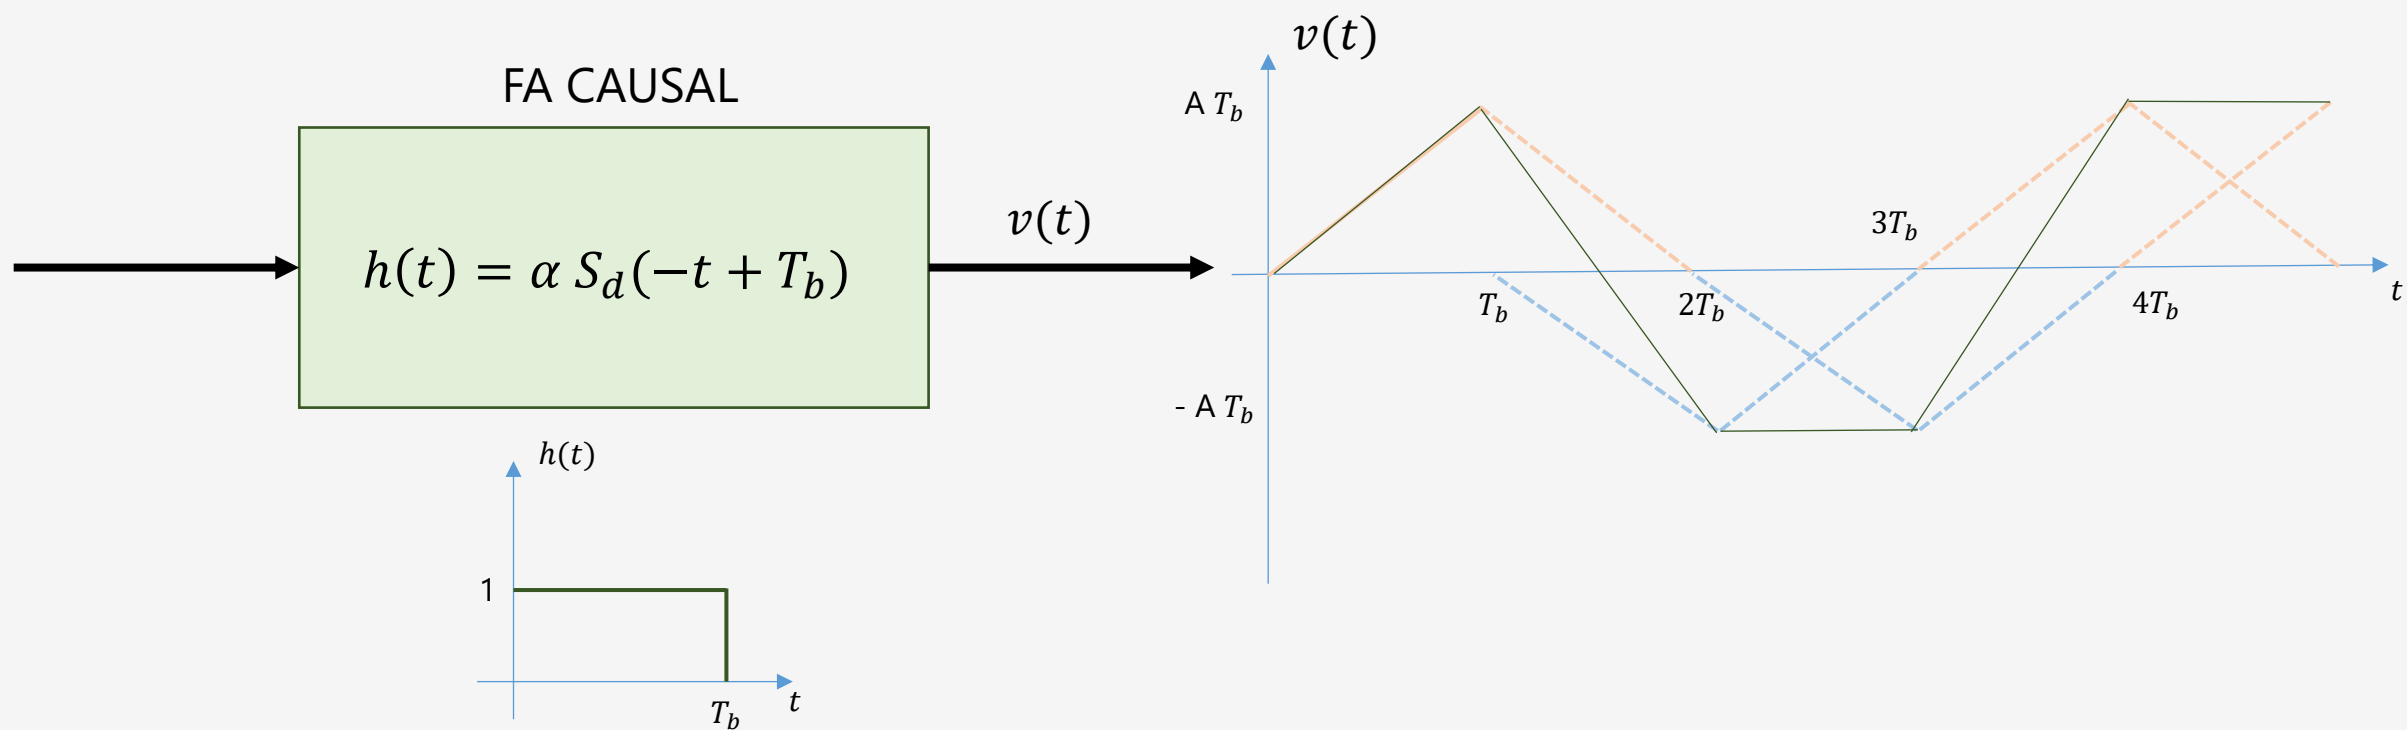 FA CAUSAL
h(t) = α S_d(−t + T_b)
v(t)
v(t)
A T_b
- A T_b
T_b
2T_b
3T_b
4T_b
t
h(t)
1
T_b
t